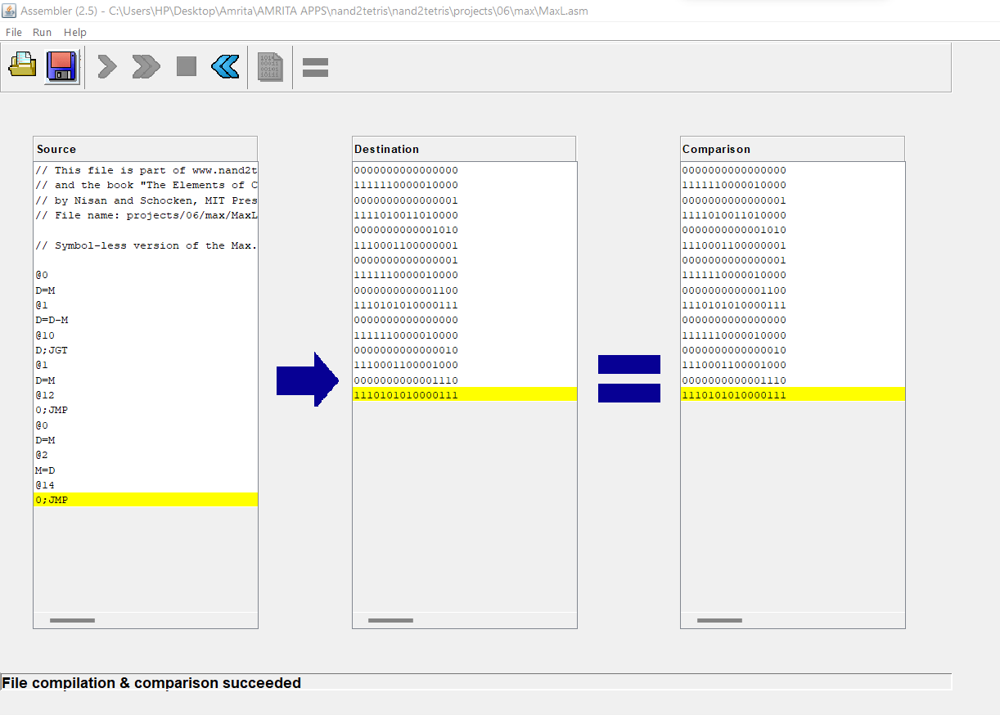 Assembler (2.5) - C:\Users\HP\Desktop\Amrita\AMRITA APPS\nand2tetris\nand2tetris\projects\06\max\MaxL.asm
File Run Help
Source
// This file is part of www.nand2t
// and the book "The Elements of C
// by Nisan and Schocken, MIT Pres
// File name: projects/06/max/MaxL
// Symbol-less version of the Max.
@0
D=M
@1
D=D-M
@10
D;JGT
@1
D=M
@12
0;JMP
@0
D=M
@2
M=D
@14
0;JMP
Destination
0000000000000000
1111110000010000
0000000000000001
1111010011010000
0000000000001010
1110001100000001
0000000000000001
1111110000010000
0000000000001100
1110101010000111
0000000000000000
1111110000010000
0000000000000010
1110001100001000
0000000000001110
1110101010000111
Comparison
0000000000000000
1111110000010000
0000000000000001
1111010011010000
0000000000001010
1110001100000001
0000000000000001
1111110000010000
0000000000001100
1110101010000111
0000000000000000
1111110000010000
0000000000000010
1110001100001000
0000000000001110
1110101010000111
File compilation & comparison succeeded